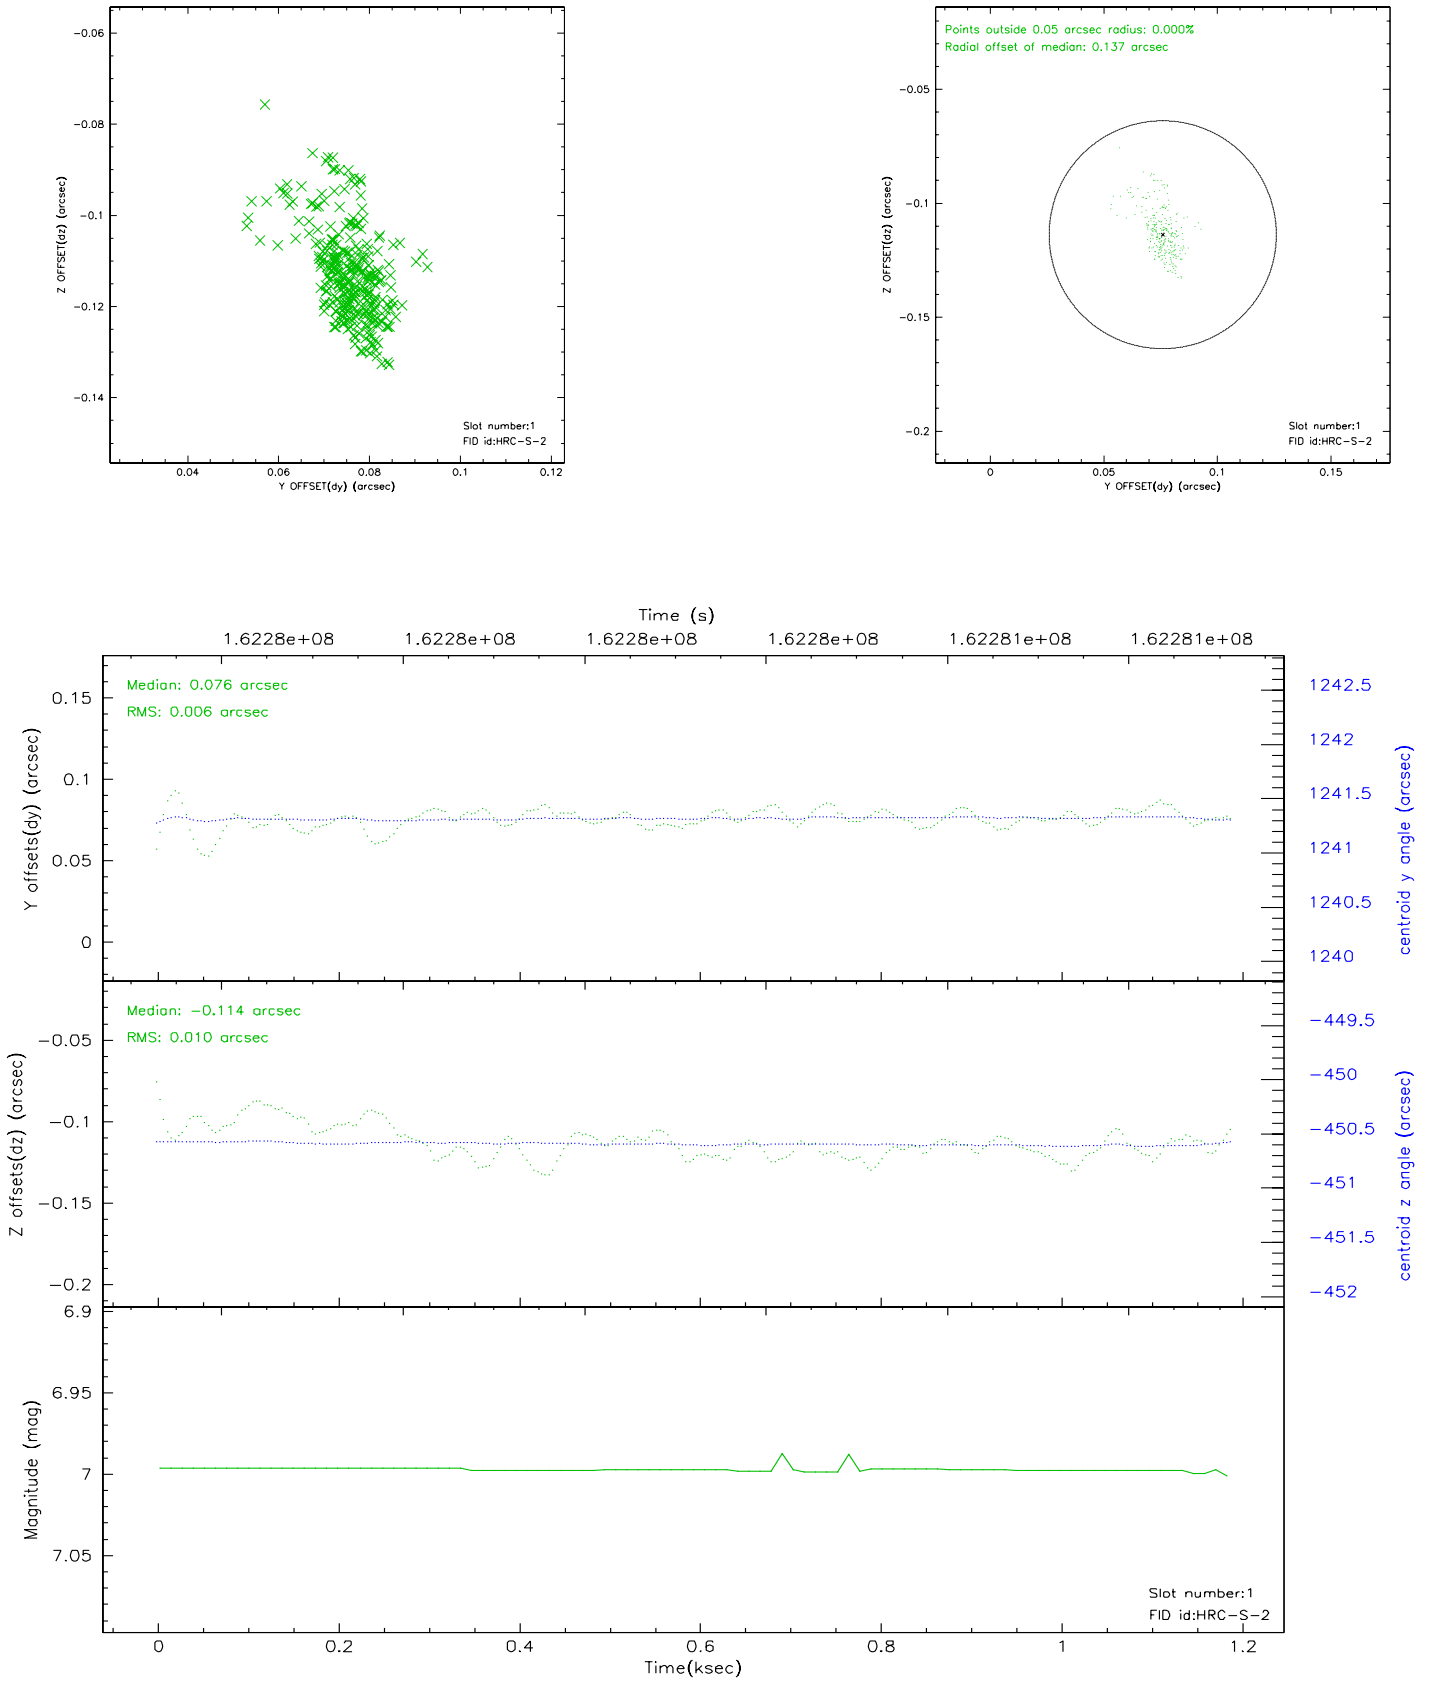 -0.06
-0.08
-0.1
-0.12
-0.14
Z OFFSET(dz) (arcsec)
Slot number:1
FID id:HRC-S-2
0.04 0.06 0.08 0.1 0.12
Y OFFSET(dy) (arcsec)
Points outside 0.05 arcsec radius: 0.000%
Radial offset of median: 0.137 arcsec
-0.05
-0.1
-0.15
-0.2
Z OFFSET(dz) (arcsec)
Slot number:1
FID id:HRC-S-2
0 0.05 0.1 0.15
Y OFFSET(dy) (arcsec)
Time (s)
1.6228e+08 1.6228e+08 1.6228e+08 1.6228e+08 1.62281e+08 1.62281e+08
Median: 0.076 arcsec
RMS: 0.006 arcsec
0.15
0.1
0.05
0
Y offsets(dy) (arcsec)
1242.5
1242
1241.5
1241
1240.5
1240
centroid y angle (arcsec)
Median: -0.114 arcsec
RMS: 0.010 arcsec
-0.05
-0.1
-0.15
-0.2
Z offsets(dz) (arcsec)
-449.5
-450
-450.5
-451
-451.5
-452
centroid z angle (arcsec)
6.9
6.95
7
7.05
Magnitude (mag)
Slot number:1
FID id:HRC-S-2
0 0.2 0.4 0.6 0.8 1 1.2
Time(ksec)